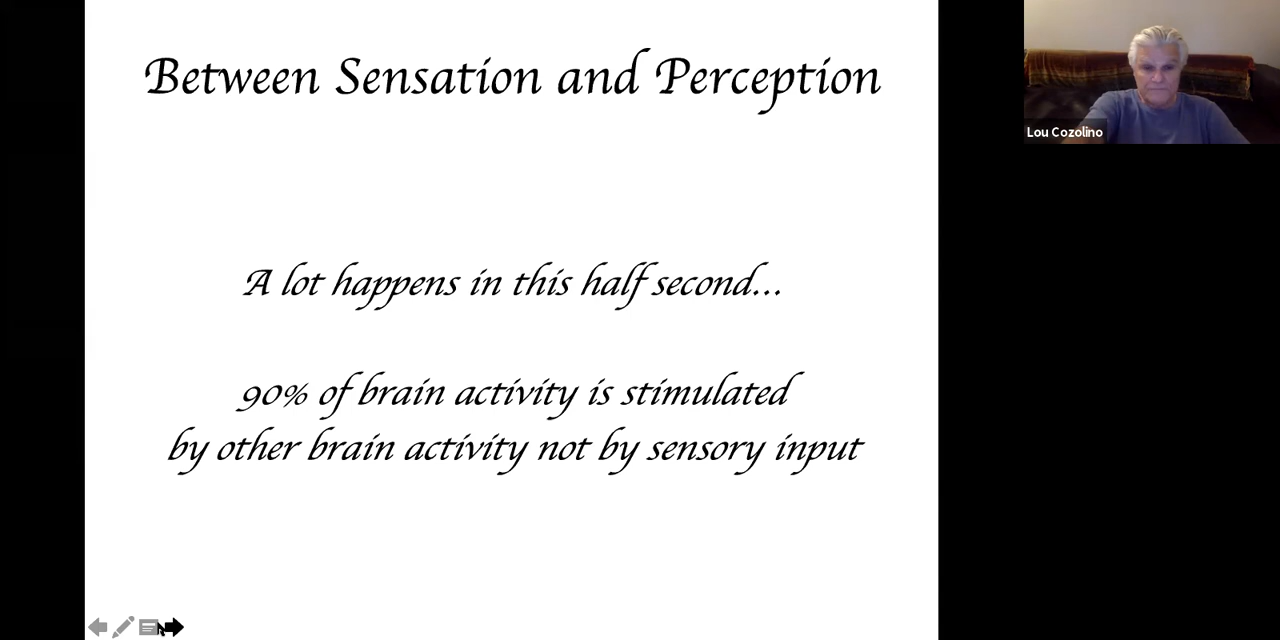 Between Sensation and Perception
A lot happens in this half second...
90% of brain activity is stimulated
by other brain activity not by sensory input
Lou Cozolino